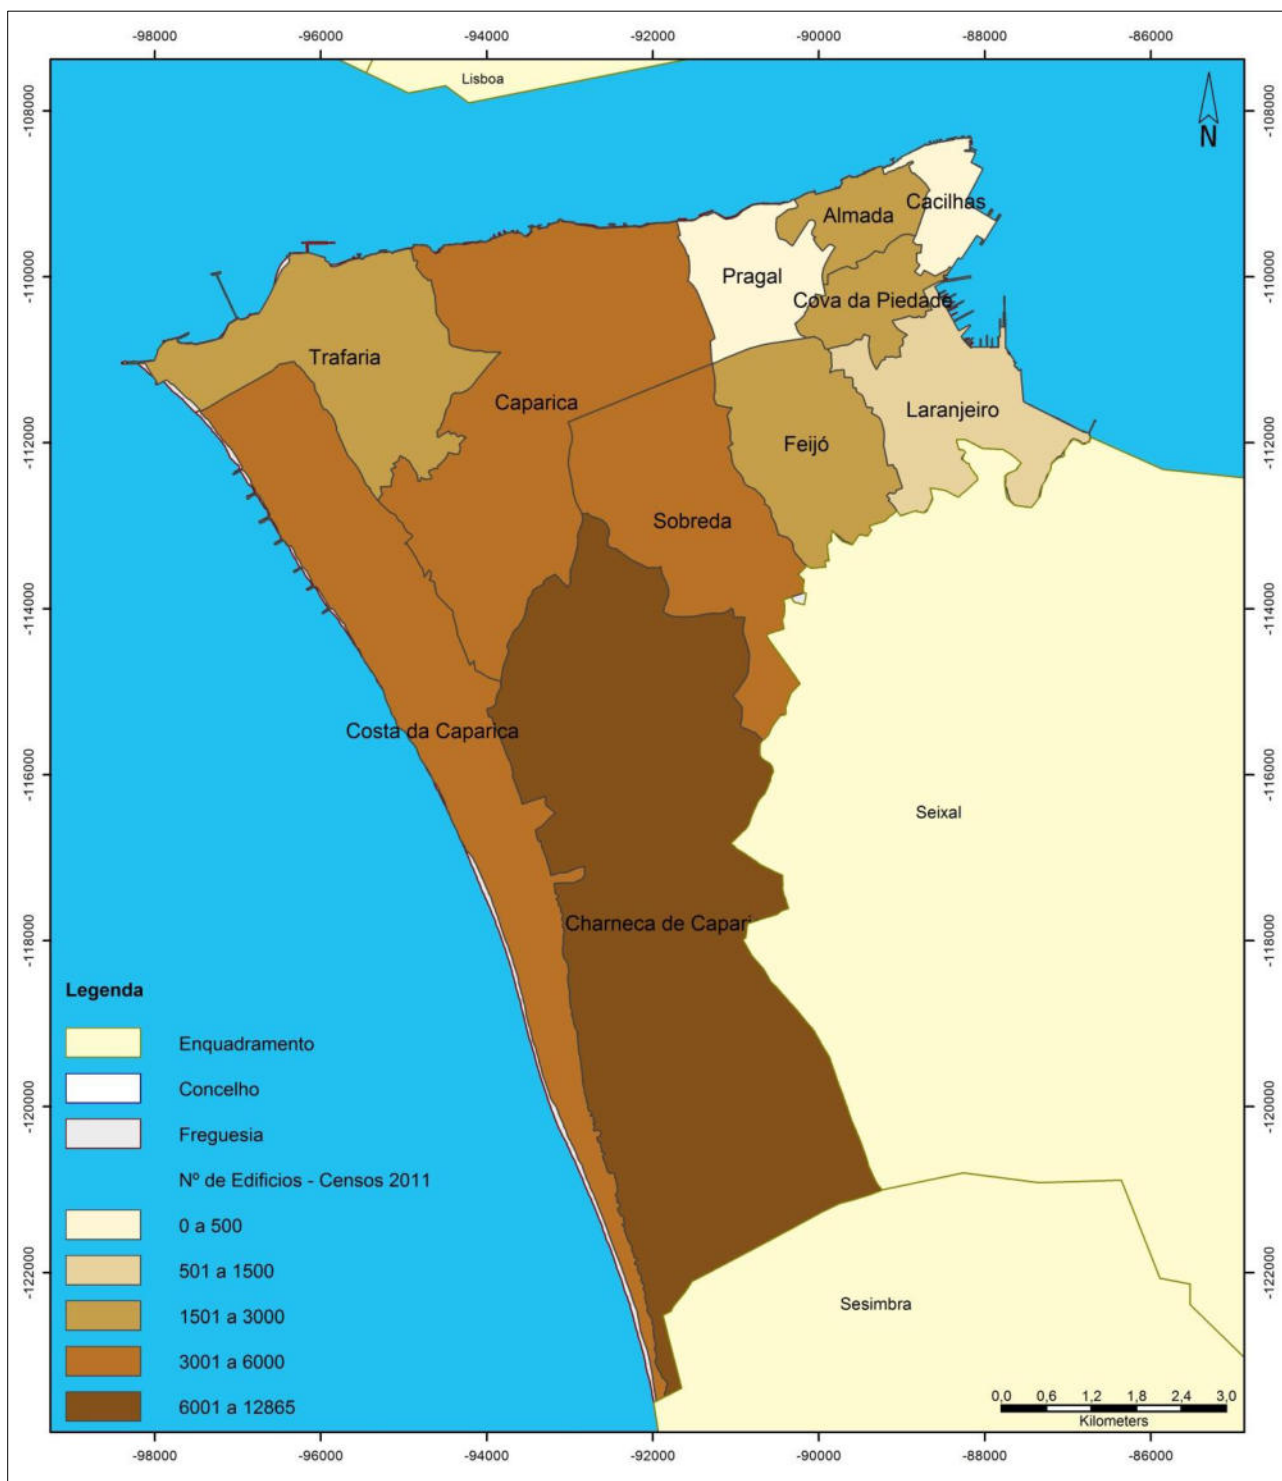 -98000 -96000 -94000 -92000 -90000 -88000 -86000
Lisboa
-108000 -108000
N
Cacilhas
Almada
-110000 -110000
Pragal
Cova da Piedade
Trafaria
Caparica
Laranjeiro
-112000 -112000
Feijó
Sobreda
-114000 -114000
Costa da Caparica
-116000 -116000
Seixal
Charneca de Capari
-118000 -118000
Legenda
Enquadramento
Concelho
-120000 -120000
Freguesia
Nº de Edificios - Censos 2011
0 a 500
501 a 1500
-122000 -122000
Sesimbra
1501 a 3000
3001 a 6000
6001 a 12865
0,0 0,6 1,2 1,8 2,4 3,0
Kilometers
-98000 -96000 -94000 -92000 -90000 -88000 -86000